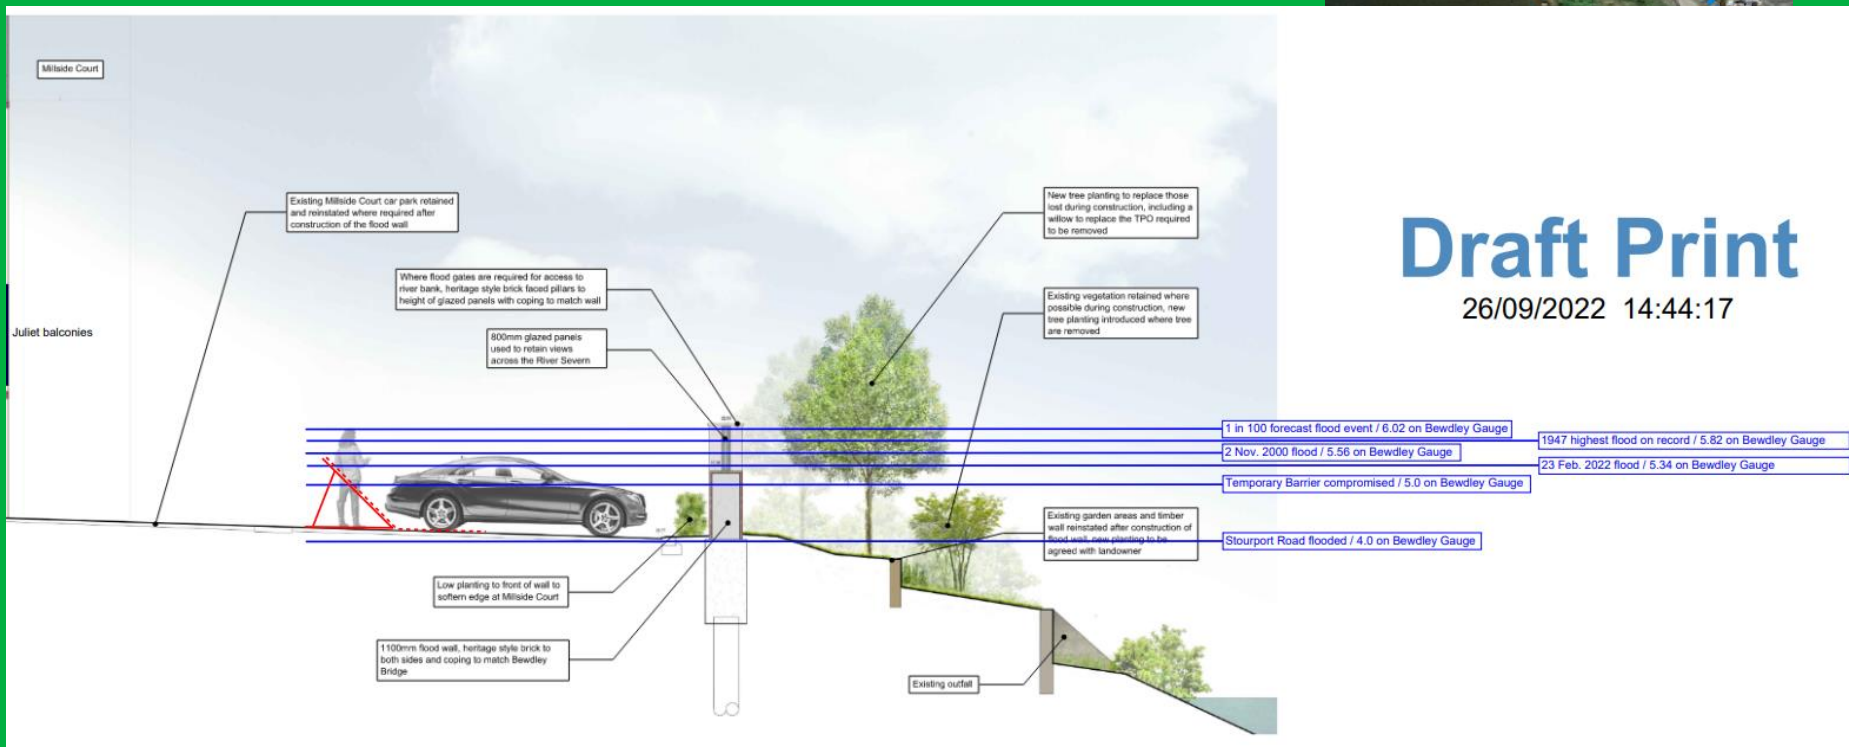 Millside Court
Existing Millside Court car park retained
and reinstated where required after
construction of the flood wall
New tree planting to replace those
lost during construction, including a
willow to replace the TPO required
to be removed
Draft Print
26/09/2022 14:44:17
Where flood gates are required for access to
river bank, heritage style brick faced pillars to
height of glazed panels with coping to match wall
Existing vegetation retained where
possible during construction, new
tree planting introduced where tree
are removed
Juliet balconies
800mm glazed panels
used to retain views
across the River Severn
1 in 100 forecast flood event / 6.02 on Bewdley Gauge
1947 highest flood on record / 5.82 on Bewdley Gauge
2 Nov. 2000 flood / 5.56 on Bewdley Gauge
23 Feb. 2022 flood / 5.34 on Bewdley Gauge
Temporary Barrier compromised / 5.0 on Bewdley Gauge
Existing garden areas and timber
wall reinstated after construction of
flood wall, new planting to be
agreed with landowner
Stourport Road flooded / 4.0 on Bewdley Gauge
Low planting to front of wall to
softern edge at Millside Court
1100mm flood wall, heritage style brick to
both sides and coping to match Bewdley
Bridge
Existing outfall